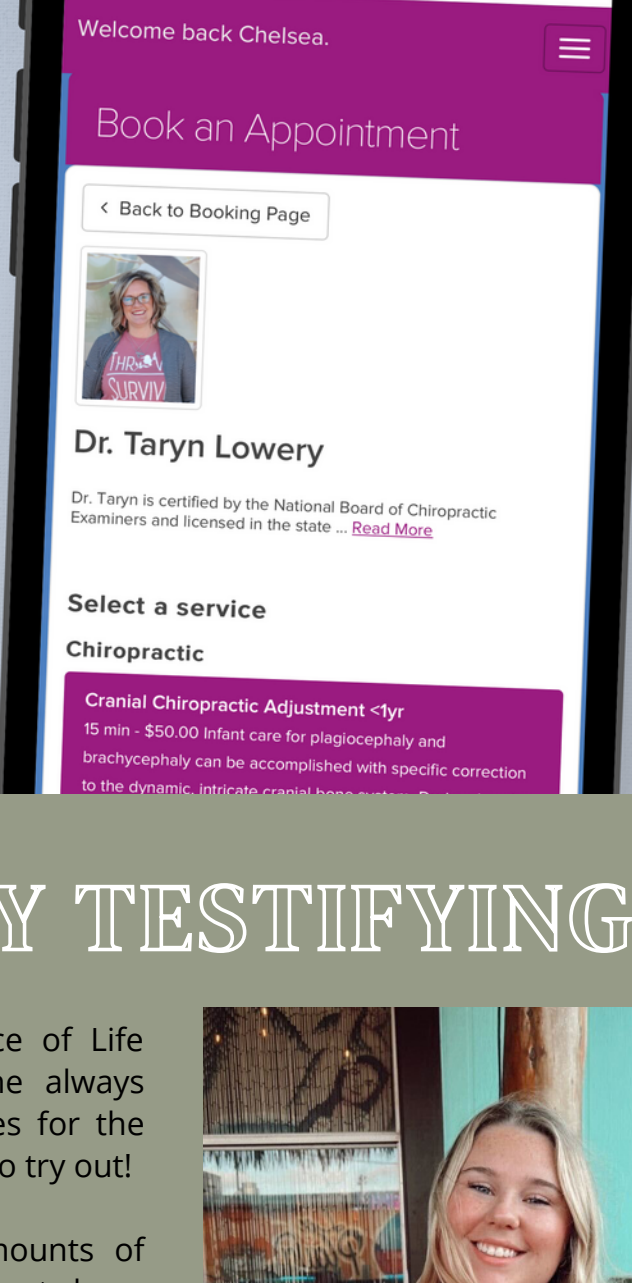 Welcome back Chelsea.
Book an Appointment
< Back to Booking Page
THR
SURVIV
Dr. Taryn Lowery
Dr. Taryn is certified by the National Board of Chiropractic
Examiners and licensed in the state ... Read More
Select a service
Chiropractic
Cranial Chiropractic Adjustment <1yr
15 min - $50.00 Infant care for plagiocephaly and
brachycephaly can be accomplished with specific correction
to the dynamic, intricate cranial bone system.
Y TESTIFYING
ce of Life
ne always
es for the
o try out!
nounts of